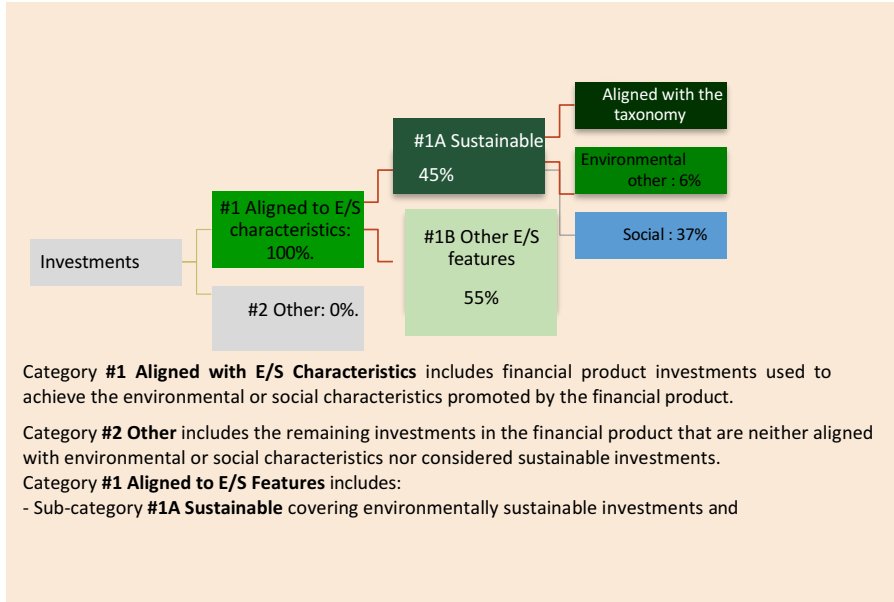 Aligned with the
taxonomy
#1A Sustainable
45%
Environmental
other : 6%
#1 Aligned to E/S
characteristics:
100%.
Social : 37%
#1B Other E/S
features
55%
Investments
#2 Other: 0%.
Category #1 Aligned with E/S Characteristics includes financial product investments used to
achieve the environmental or social characteristics promoted by the financial product.
Category #2 Other includes the remaining investments in the financial product that are neither aligned
with environmental or social characteristics nor considered sustainable investments.
Category #1 Aligned to E/S Features includes:
- Sub-category #1A Sustainable covering environmentally sustainable investments and